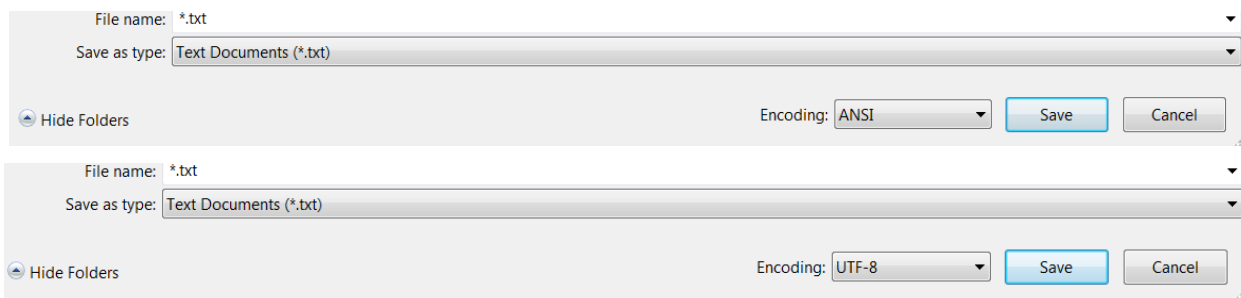 File name: *.txt
Save as type: Text Documents (*.txt)
Hide Folders Encoding: ANSI Save Cancel
File name: *.txt
Save as type: Text Documents (*.txt)
Hide Folders Encoding: UTF-8 Save Cancel